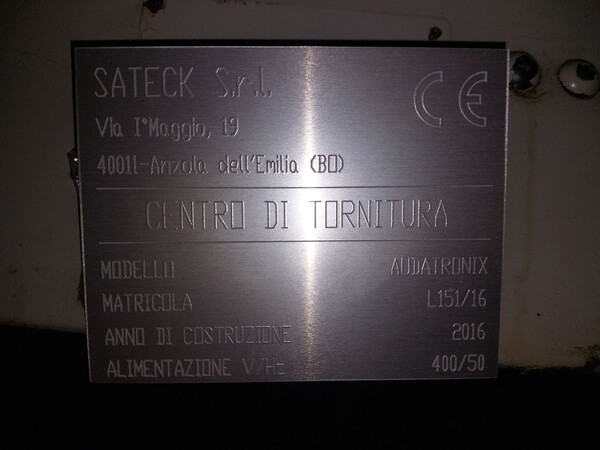 SATECK S.r.l.
CE
VIa I°Maggio, 19
40011-Anzola dell'Emilia (BO)
CENTRO DI TORNITURA
MODELLO AUDATRONIX
MATRICOLA L151/16
ANNO DI COSTRUZIONE 2016
ALIMENTAZIONE V/Hz 400/50